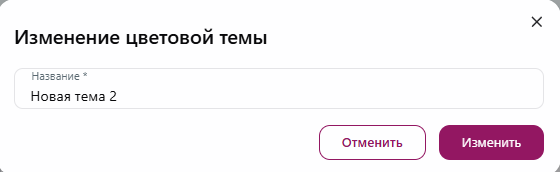 Изменение цветовой темы
Название *
Новая тема 2
Отменить
Изменить